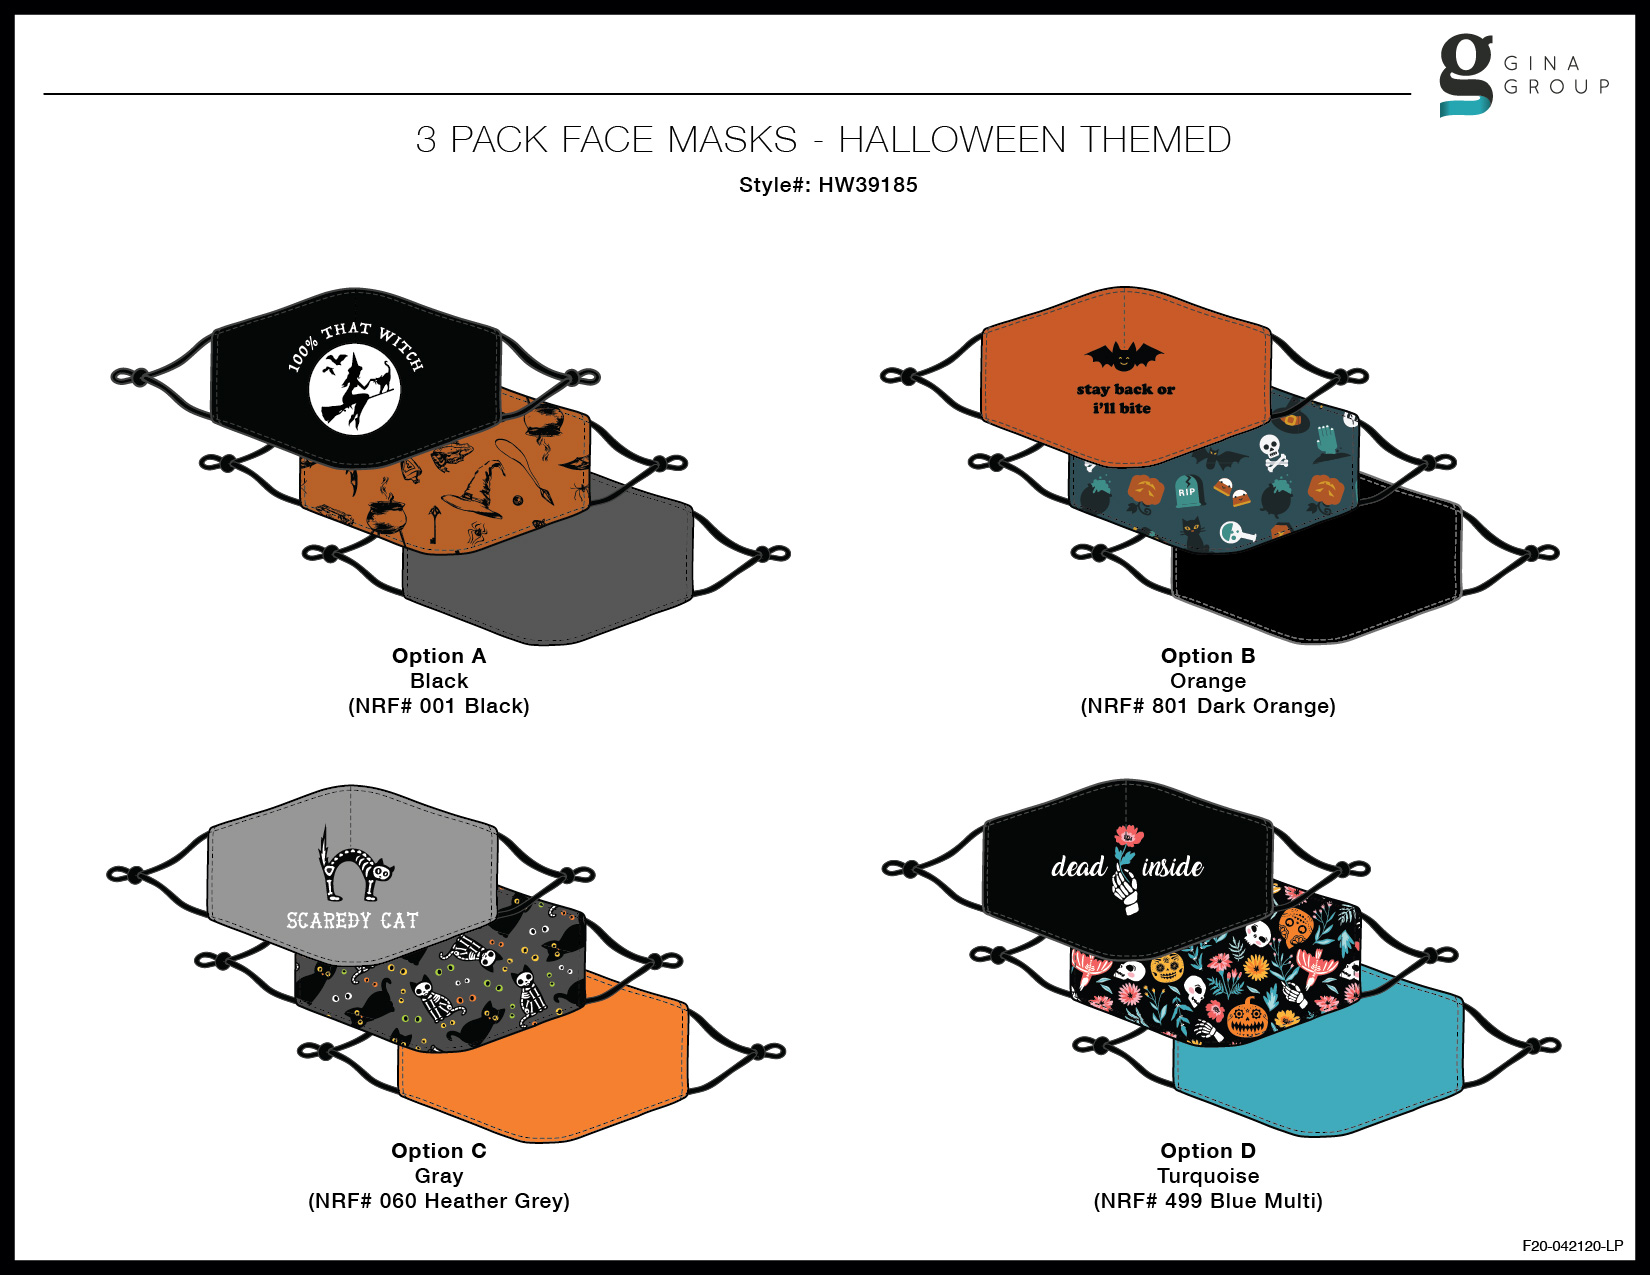 GINA
GROUP
3 PACK FACE MASKS - HALLOWEEN THEMED
Style#: HW39185
100% THAT WITCH
stay back or
i'll bite
RIP
Option A
Black
(NRF# 001 Black)
Option B
Orange
(NRF# 801 Dark Orange)
SCAREDY CAT
dead inside
Option C
Gray
(NRF# 060 Heather Grey)
Option D
Turquoise
(NRF# 499 Blue Multi)
F20-042120-LP